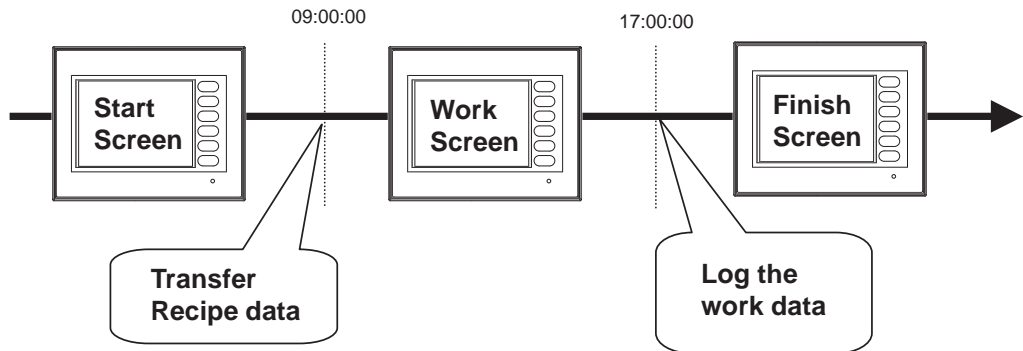 09:00:00
17:00:00
Start
Screen
Work
Screen
Finish
Screen
Transfer
Recipe data
Log the
work data